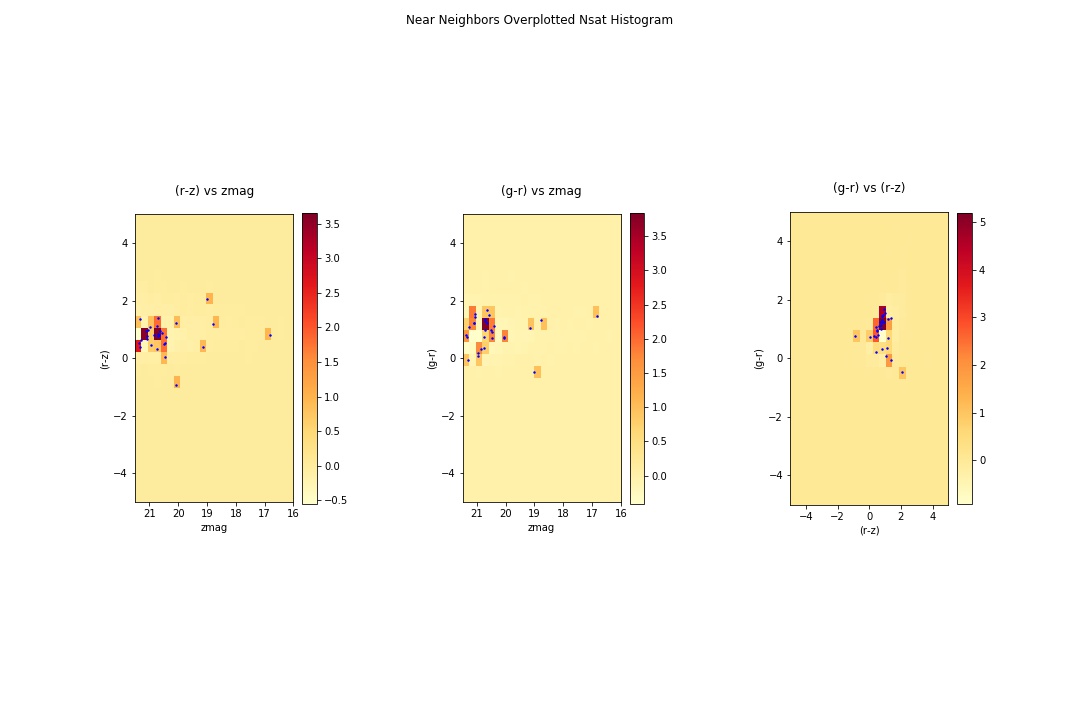 Near Neighbors Overplotted Nsat Histogram
(r-z) vs zmag
4
2
0
−2
−4
(r-z)
21 20 19 18 17 16
zmag
3.5
3.0
2.5
2.0
1.5
1.0
0.5
0.0
−0.5
(g-r) vs zmag
4
2
0
−2
−4
(g-r)
21 20 19 18 17 16
zmag
3.5
3.0
2.5
2.0
1.5
1.0
0.5
0.0
(g-r) vs (r-z)
4
2
0
−2
−4
(g-r)
−4 −2 0 2 4
(r-z)
5
4
3
2
1
0